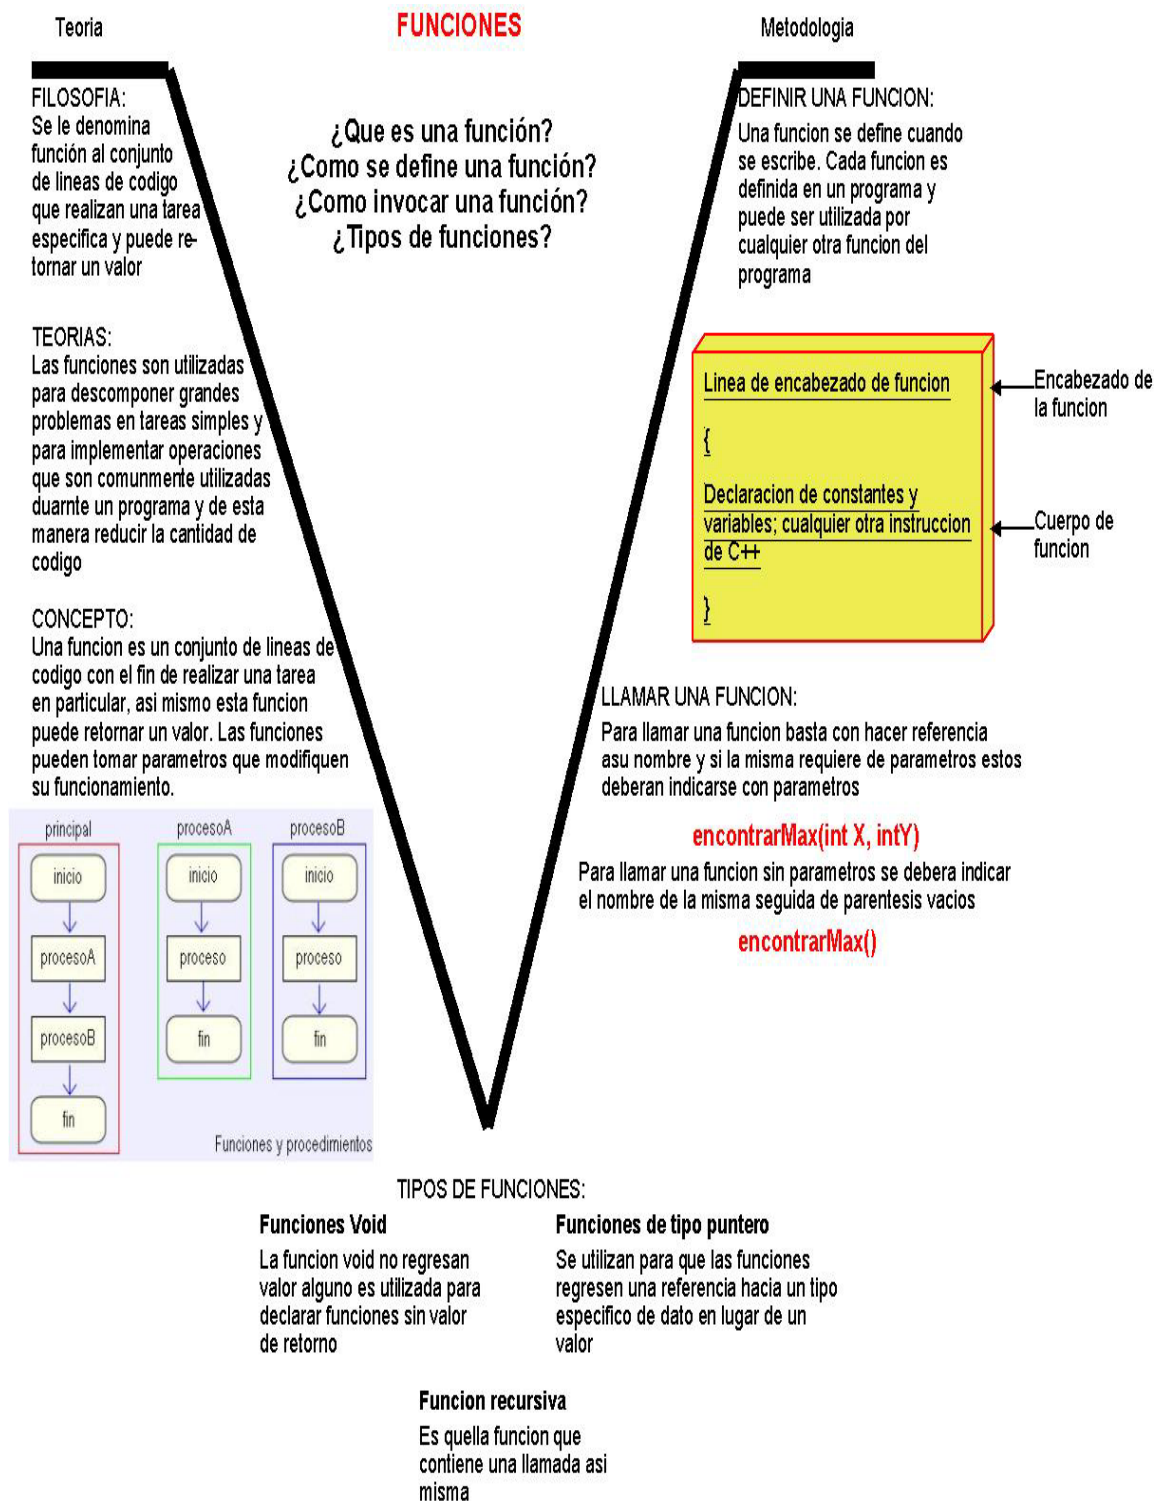 Teoria
FUNCIONES
Metodologia
FILOSOFIA:
Se le denomina
función al conjunto
de lineas de codigo
que realizan una tarea
especifica y puede re-
tornar un valor
¿Que es una función?
¿Como se define una función?
¿Como invocar una función?
¿Tipos de funciones?
DEFINIR UNA FUNCION:
Una funcion se define cuando
se escribe. Cada funcion es
definida en un programa y
puede ser utilizada por
cualquier otra funcion del
programa
TEORIAS:
Las funciones son utilizadas
para descomponer grandes
problemas en tareas simples y
para implementar operaciones
que son comunmente utilizadas
duarnte un programa y de esta
manera reducir la cantidad de
codigo
Linea de encabezado de funcion
{
Declaracion de constantes y
variables; cualquier otra instruccion
de C++
}
Encabezado de
la funcion
Cuerpo de
funcion
CONCEPTO:
Una funcion es un conjunto de lineas de
codigo con el fin de realizar una tarea
en particular, asi mismo esta funcion
puede retornar un valor. Las funciones
pueden tomar parametros que modifiquen
su funcionamiento.
LLAMAR UNA FUNCION:
Para llamar una funcion basta con hacer referencia
asu nombre y si la misma requiere de parametros estos
deberan indicarse con parametros
encontrarMax(int X, intY)
Para llamar una funcion sin parametros se debera indicar
el nombre de la misma seguida de parentesis vacios
encontrarMax()
principal
inicio
procesoA
procesoB
fin
procesoA
inicio
proceso
fin
procesoB
inicio
proceso
fin
Funciones y procedimientos
TIPOS DE FUNCIONES:
Funciones Void
La funcion void no regresan
valor alguno es utilizada para
declarar funciones sin valor
de retorno
Funciones de tipo puntero
Se utilizan para que las funciones
regresen una referencia hacia un tipo
especifico de dato en lugar de un
valor
Funcion recursiva
Es quella funcion que
contiene una llamada asi
misma